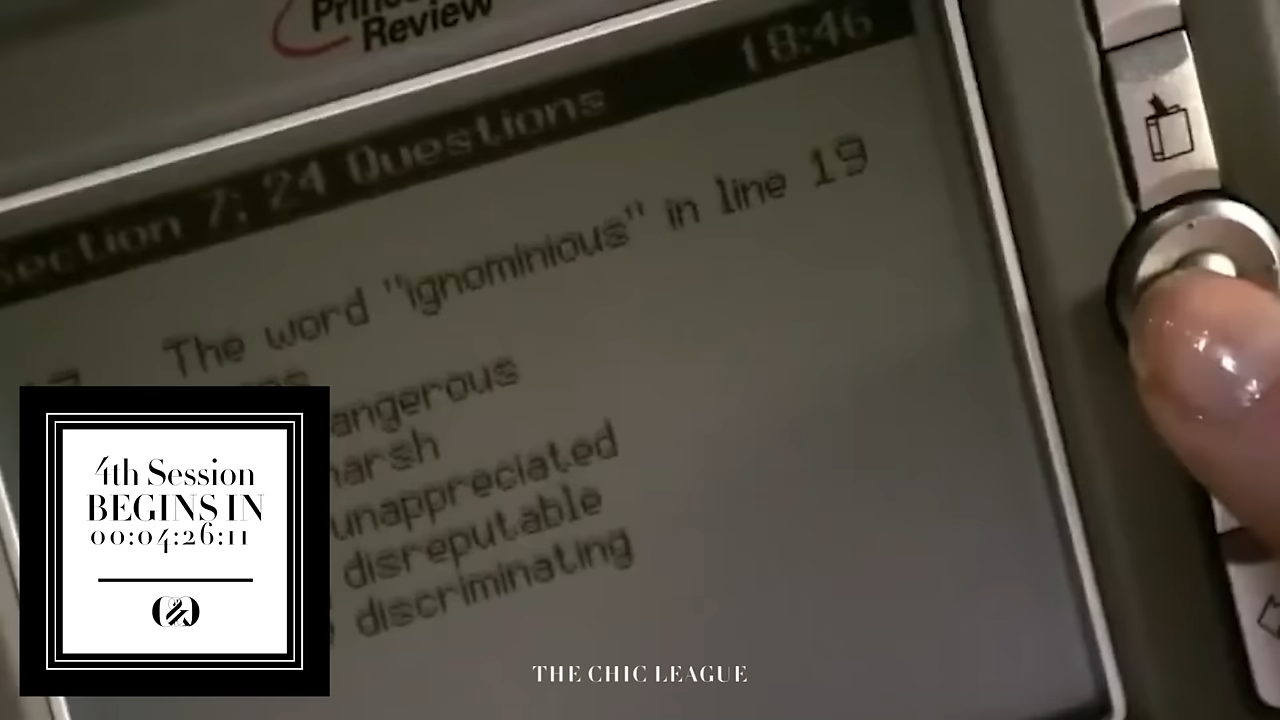 Review
Section 7: 24 Questions 18:46
The word "ignominious" in line 19
angerous
harsh
unappreciated
disreputable
discriminating
4th Session
BEGINS IN
00:04:26:11
THE CHIC LEAGUE